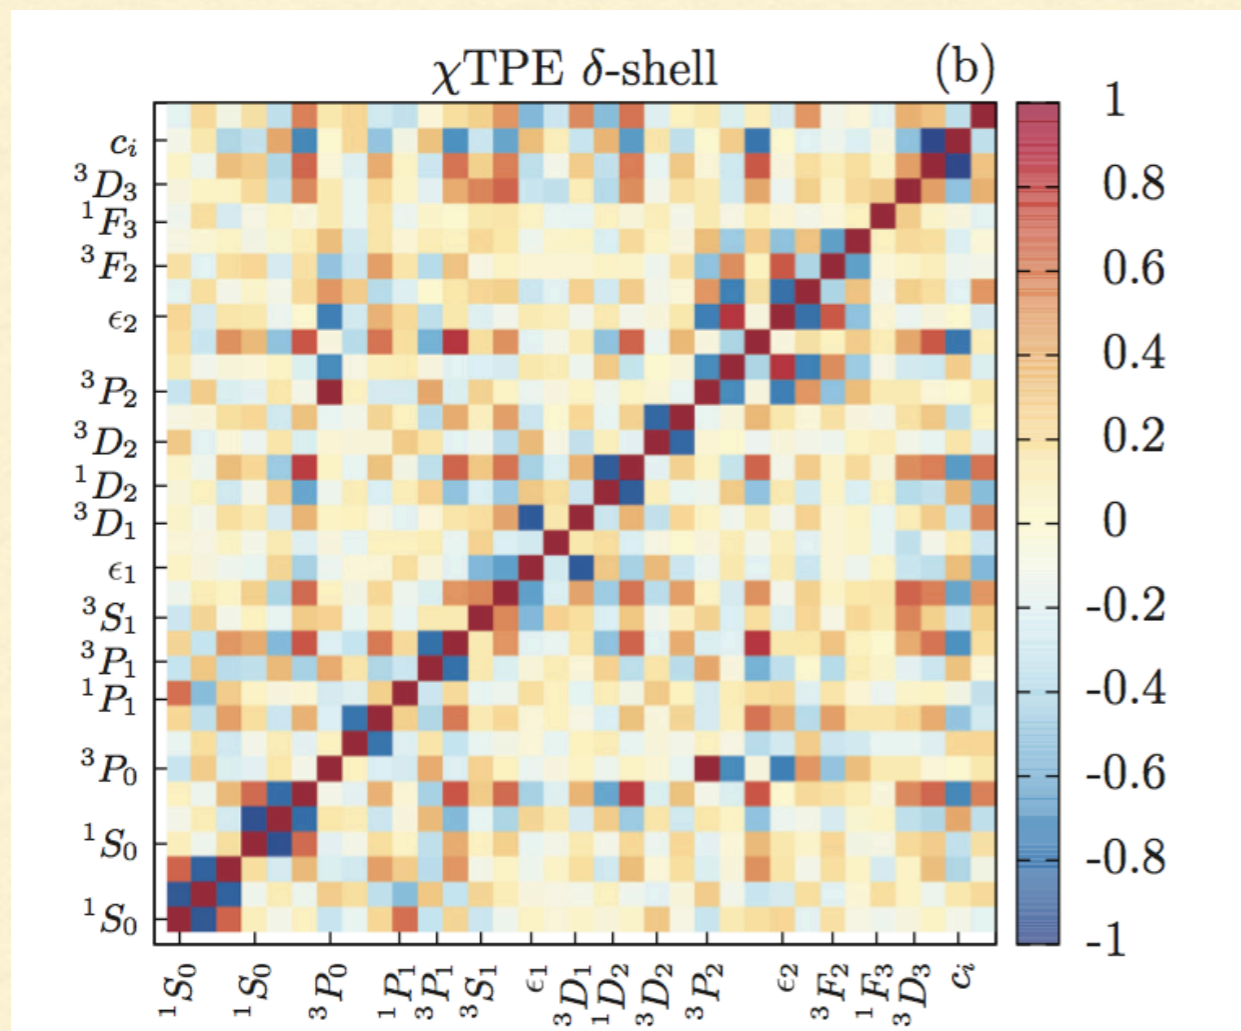 χTPE δ-shell (b)
c_i
³D₃
¹F₃
³F₂
ϵ₂
³P₂
³D₂
¹D₂
³D₁
ϵ₁
³S₁
³P₁
¹P₁
³P₀
¹S₀
¹S₀
1
0.8
0.6
0.4
0.2
0
-0.2
-0.4
-0.6
-0.8
-1
¹S₀
¹S₀
³P₀
¹P₁
³P₁
³S₁
ϵ₁
³D₁
¹D₂
³D₂
³P₂
ϵ₂
³F₂
¹F₃
³D₃
c_i